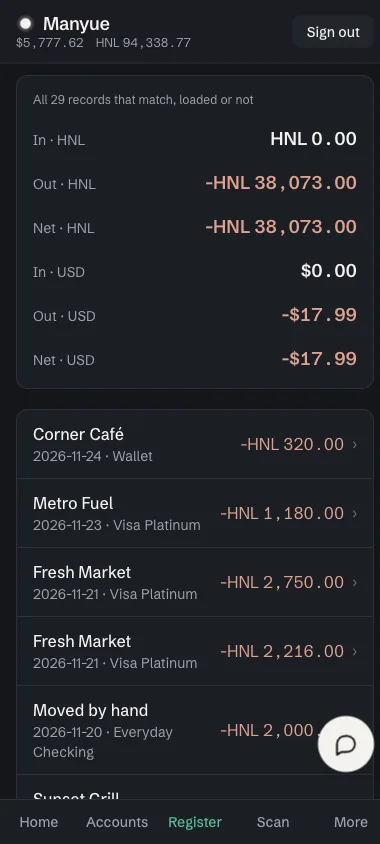 Manyue
$5,777.62 HNL 94,338.77
Sign out
All 29 records that match, loaded or not
In · HNL HNL 0.00
Out · HNL -HNL 38,073.00
Net · HNL -HNL 38,073.00
In · USD $0.00
Out · USD -$17.99
Net · USD -$17.99
Corner Café
2026-11-24 · Wallet
-HNL 320.00 ›
Metro Fuel
2026-11-23 · Visa Platinum
-HNL 1,180.00 ›
Fresh Market
2026-11-21 · Visa Platinum
-HNL 2,750.00 ›
Fresh Market
2026-11-21 · Visa Platinum
-HNL 2,216.00 ›
Moved by hand
2026-11-20 · Everyday
Checking
-HNL 2,000.
Sunset Grill
Home Accounts Register Scan More